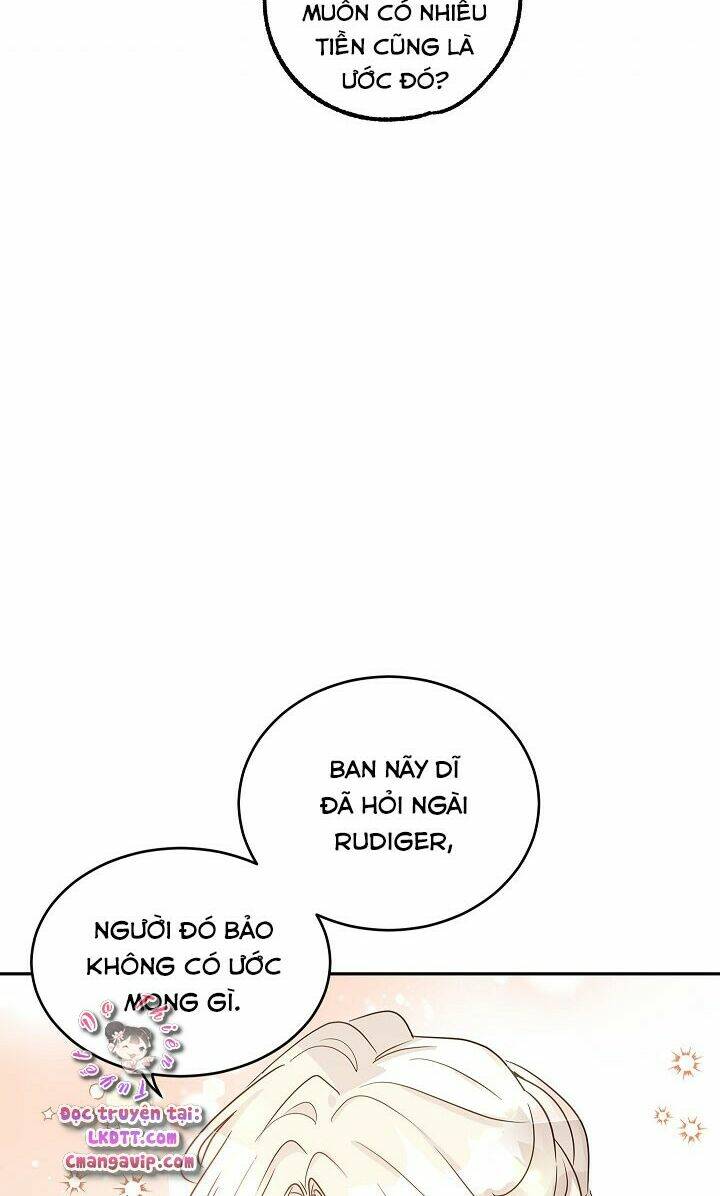 MUỐN CÓ NHIỀU
TIỀN CŨNG LÀ
ƯỚC ĐÓ?
BAN NÃY DĨ
ĐÃ HỎI NGÀI
RUDIGER,
NGƯỜI ĐÓ BẢO
KHÔNG CÓ ƯỚC
MONG GÌ.
Đọc truyện tại:
LKDTT.com
Cmangavip.com